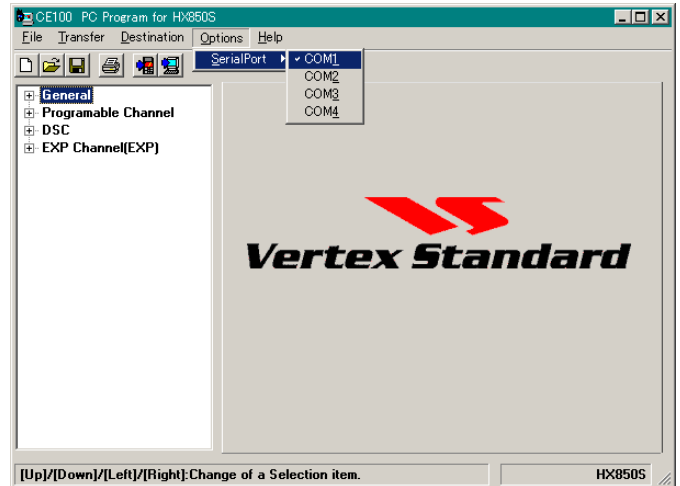 CE100 PC Program for HX850S
File Transfer Destination Options Help
SerialPort COM1
COM2
COM3
COM4
General
Programable Channel
DSC
EXP Channel(EXP)
Vertex Standard
[Up]/[Down]/[Left]/[Right]:Change of a Selection item. HX850S